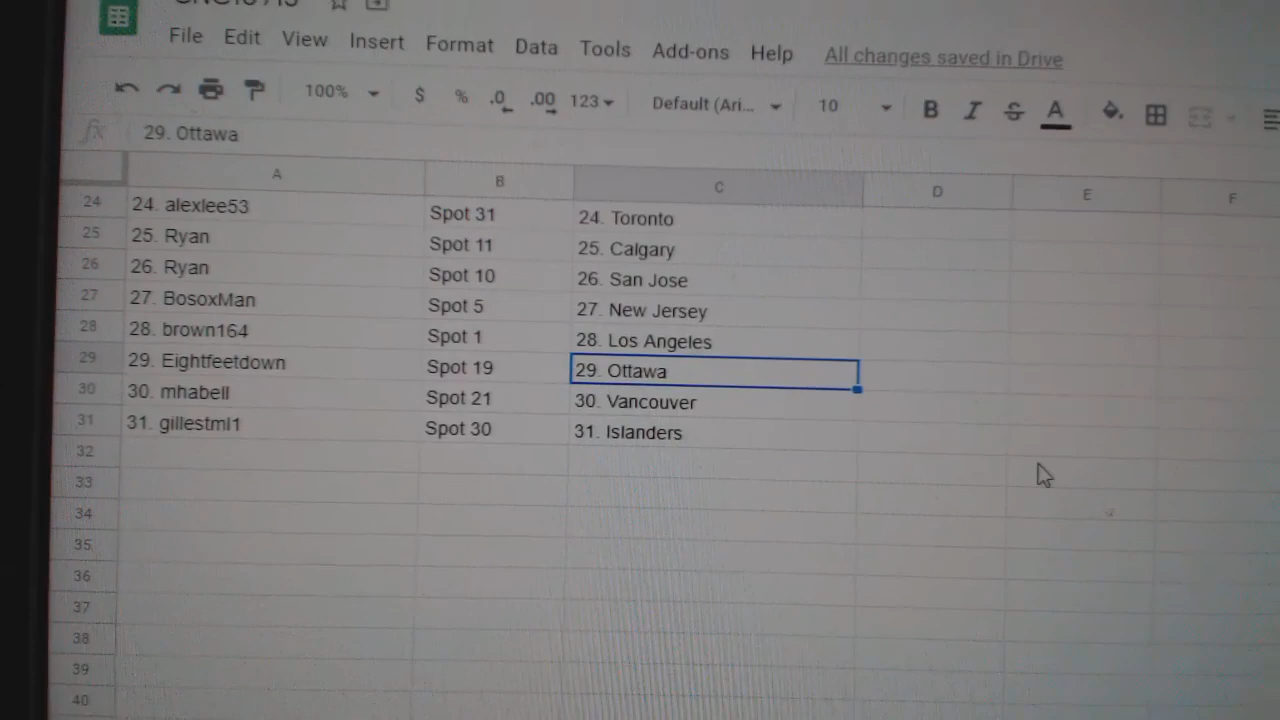 File Edit View Insert Format Data Tools Add-ons Help All changes saved in Drive
100% $ % .0 .00 123 Default (Ari... 10 B I S A
fx 29. Ottawa
A B C D E F
24 24. alexlee53 Spot 31 24. Toronto
25 25. Ryan Spot 11 25. Calgary
26 26. Ryan Spot 10 26. San Jose
27 27. BosoxMan Spot 5 27. New Jersey
28 28. brown164 Spot 1 28. Los Angeles
29 29. Eightfeetdown Spot 19 29. Ottawa
30 30. mhabell Spot 21 30. Vancouver
31 31. gillestml1 Spot 30 31. Islanders
32
33
34
35
36
37
38
39
40